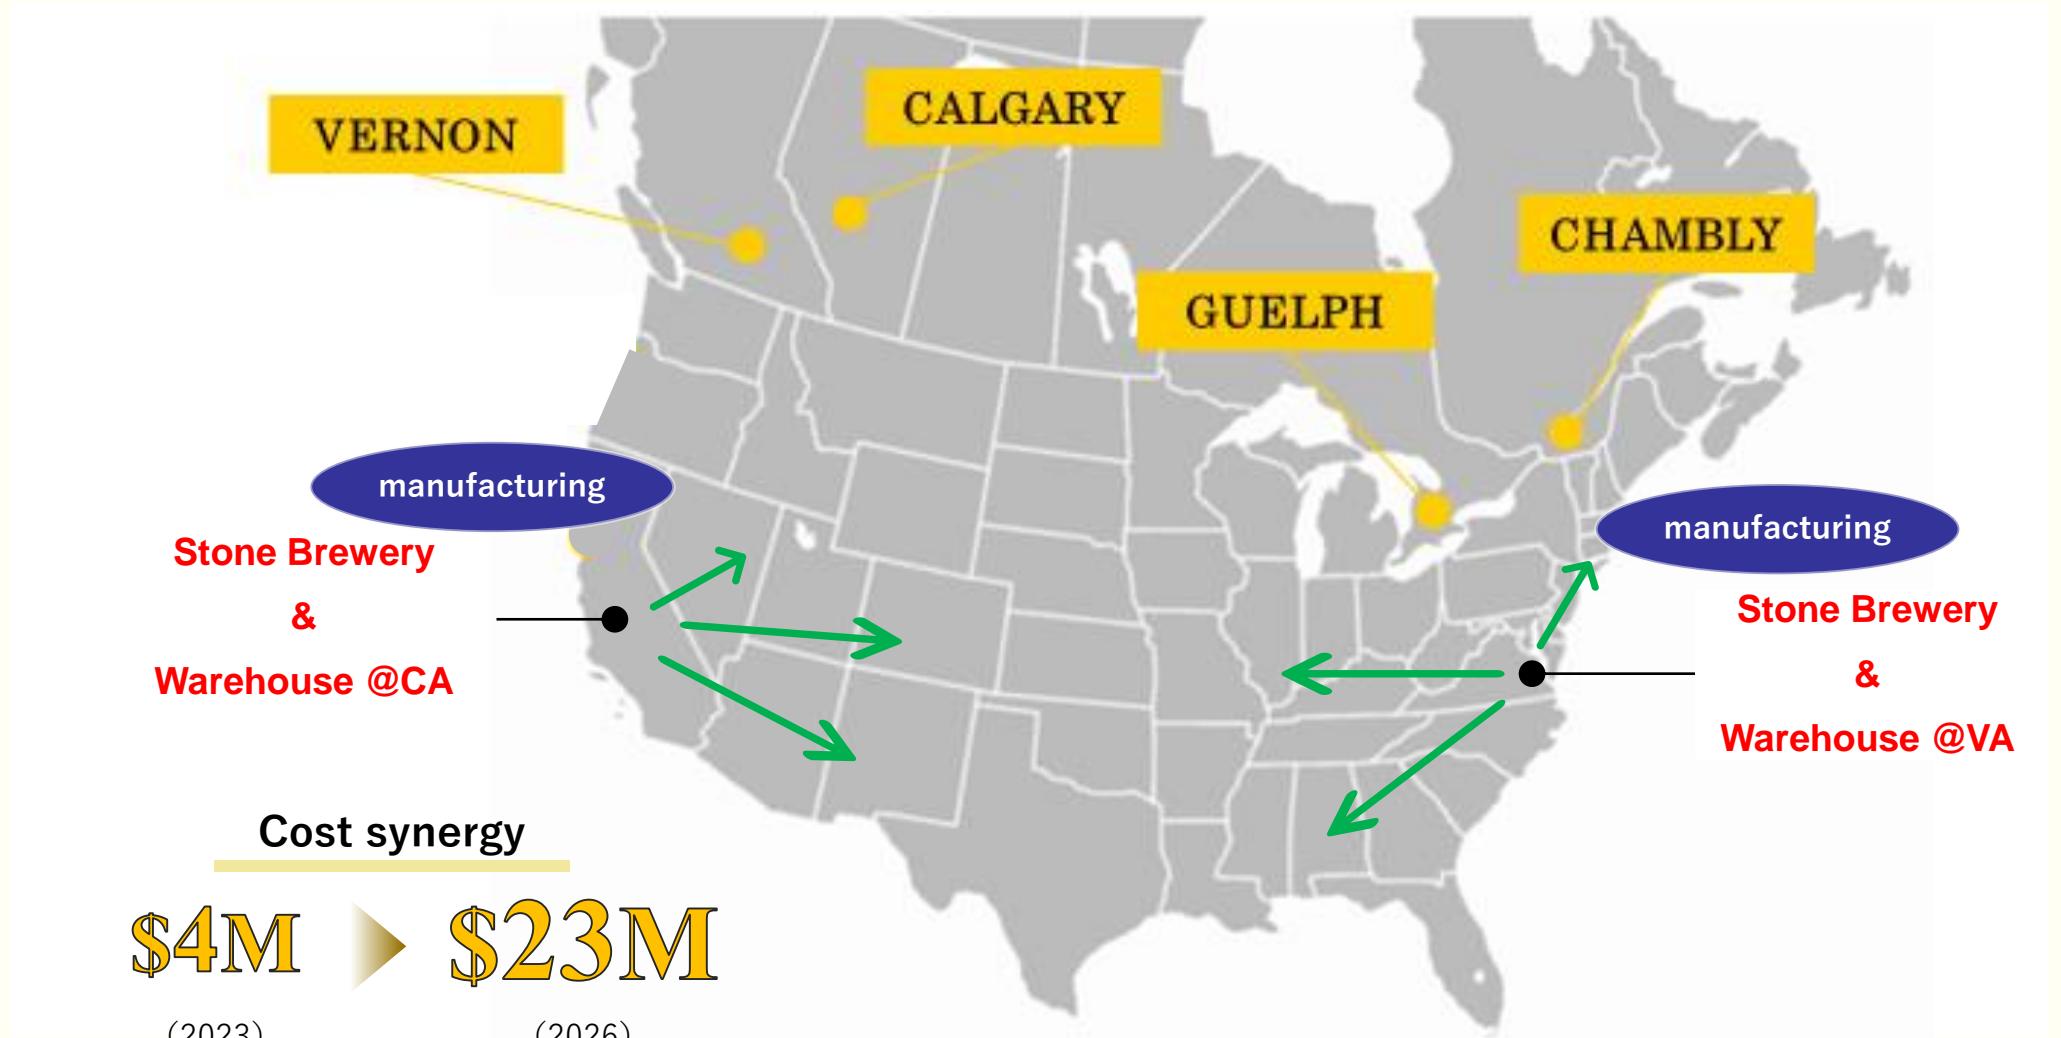 CALGARY
VERNON
CHAMBLY
GUELPH
manufacturing
Stone Brewery
&
Warehouse @CA
manufacturing
Stone Brewery
&
Warehouse @VA
Cost synergy
$4M
$23M
(2023)
(2026)